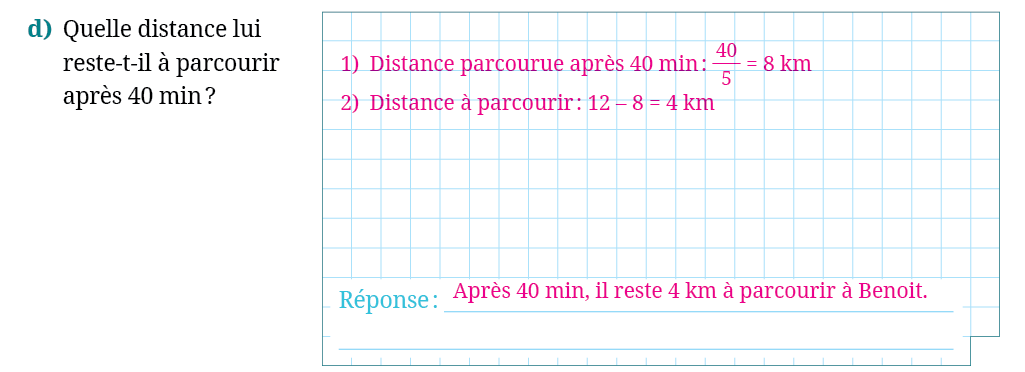 d) Quelle distance lui
reste-t-il à parcourir
après 40 min ?
1) Distance parcourue après 40 min : 40/5 = 8 km
2) Distance à parcourir : 12 – 8 = 4 km
Réponse : Après 40 min, il reste 4 km à parcourir à Benoit.